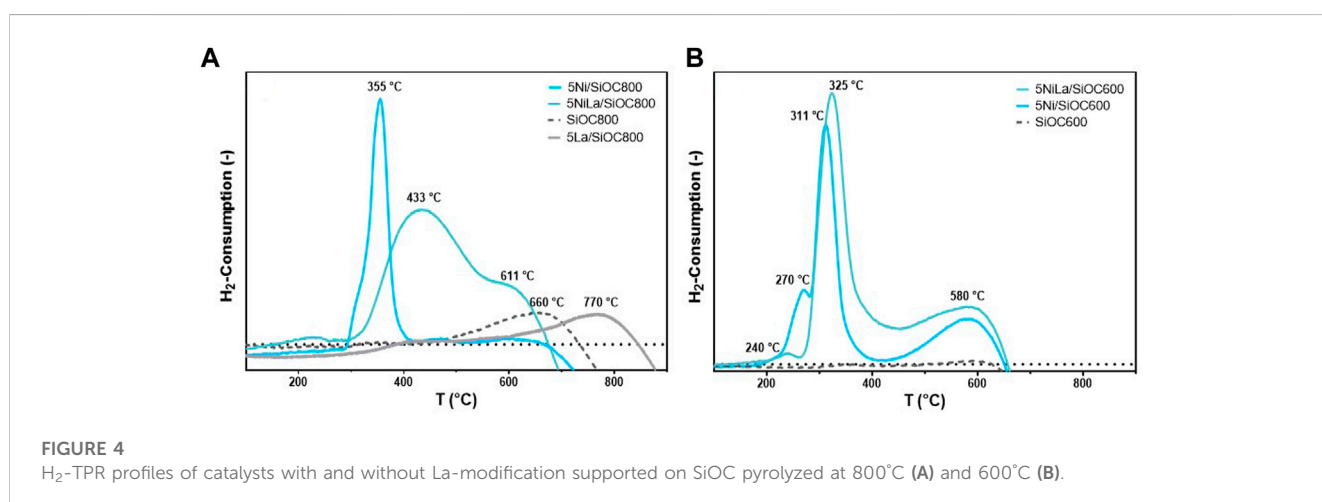 A
355 °C
5Ni/SiOC800
5NiLa/SiOC800
SiOC800
5La/SiOC800
433 °C
611 °C
660 °C
770 °C
H₂-Consumption (-)
200 400 600 800
T (°C)
B
325 °C
5NiLa/SiOC600
5Ni/SiOC600
SiOC600
311 °C
270 °C
580 °C
240 °C
H₂-Consumption (-)
200 400 600 800
T (°C)
FIGURE 4
H₂-TPR profiles of catalysts with and without La-modification supported on SiOC pyrolyzed at 800°C (A) and 600°C (B).